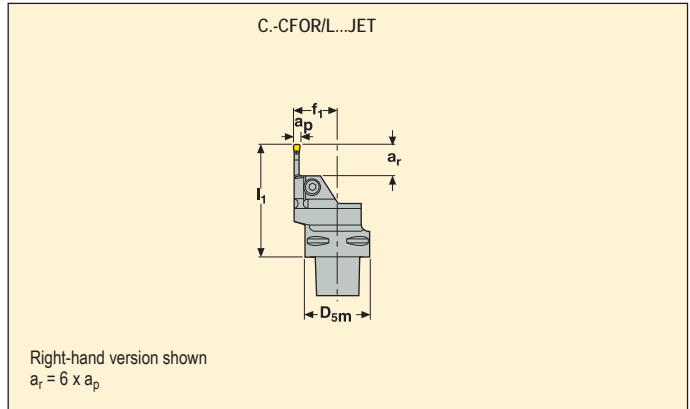 C.-CFOR/L...JET
f₁
aₚ
aᵣ
l₁
D₅ₘ
Right-hand version shown
aᵣ = 6 x aₚ